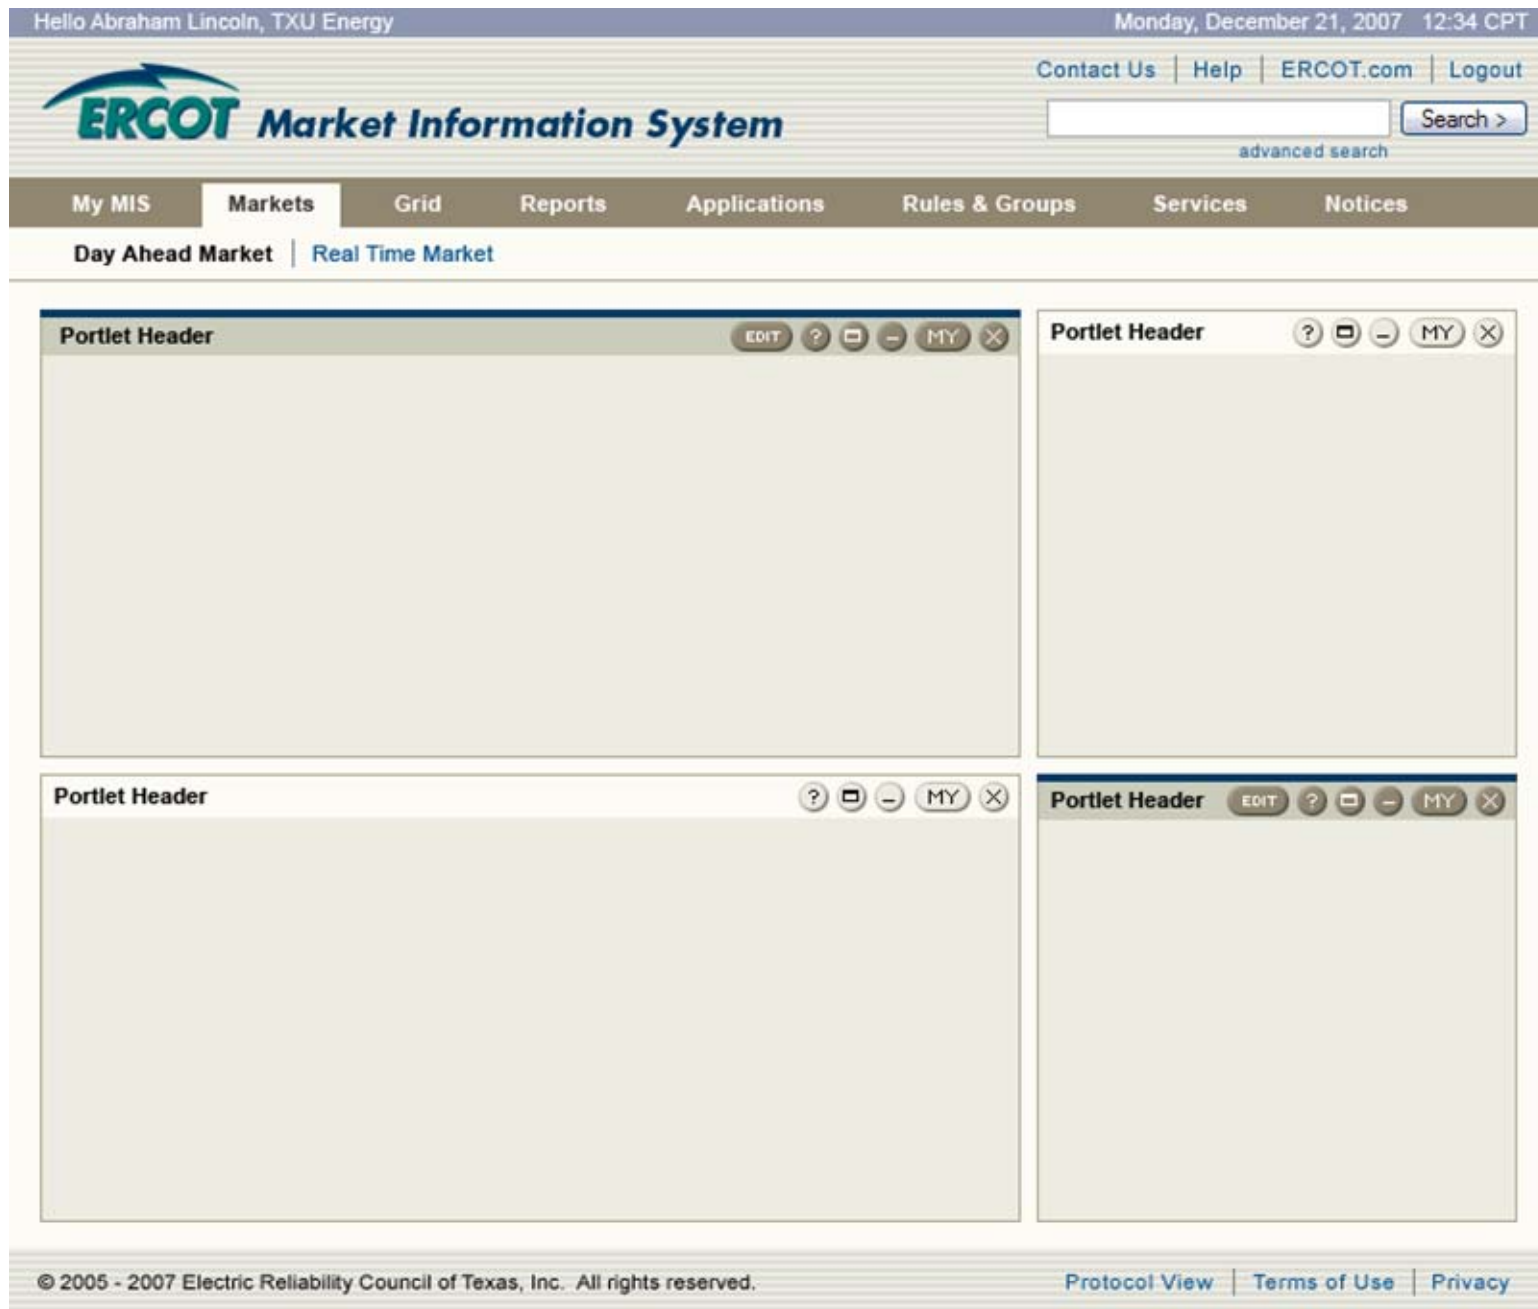 Hello Abraham Lincoln, TXU Energy
Monday, December 21, 2007 12:34 CPT
Contact Us | Help | ERCOT.com | Logout
ERCOT Market Information System
Search >
advanced search
My MIS Markets Grid Reports Applications Rules & Groups Services Notices
Day Ahead Market | Real Time Market
Portlet Header EDIT ? MY
Portlet Header ? MY
Portlet Header ? MY
Portlet Header EDIT ? MY
© 2005 - 2007 Electric Reliability Council of Texas, Inc. All rights reserved.
Protocol View | Terms of Use | Privacy